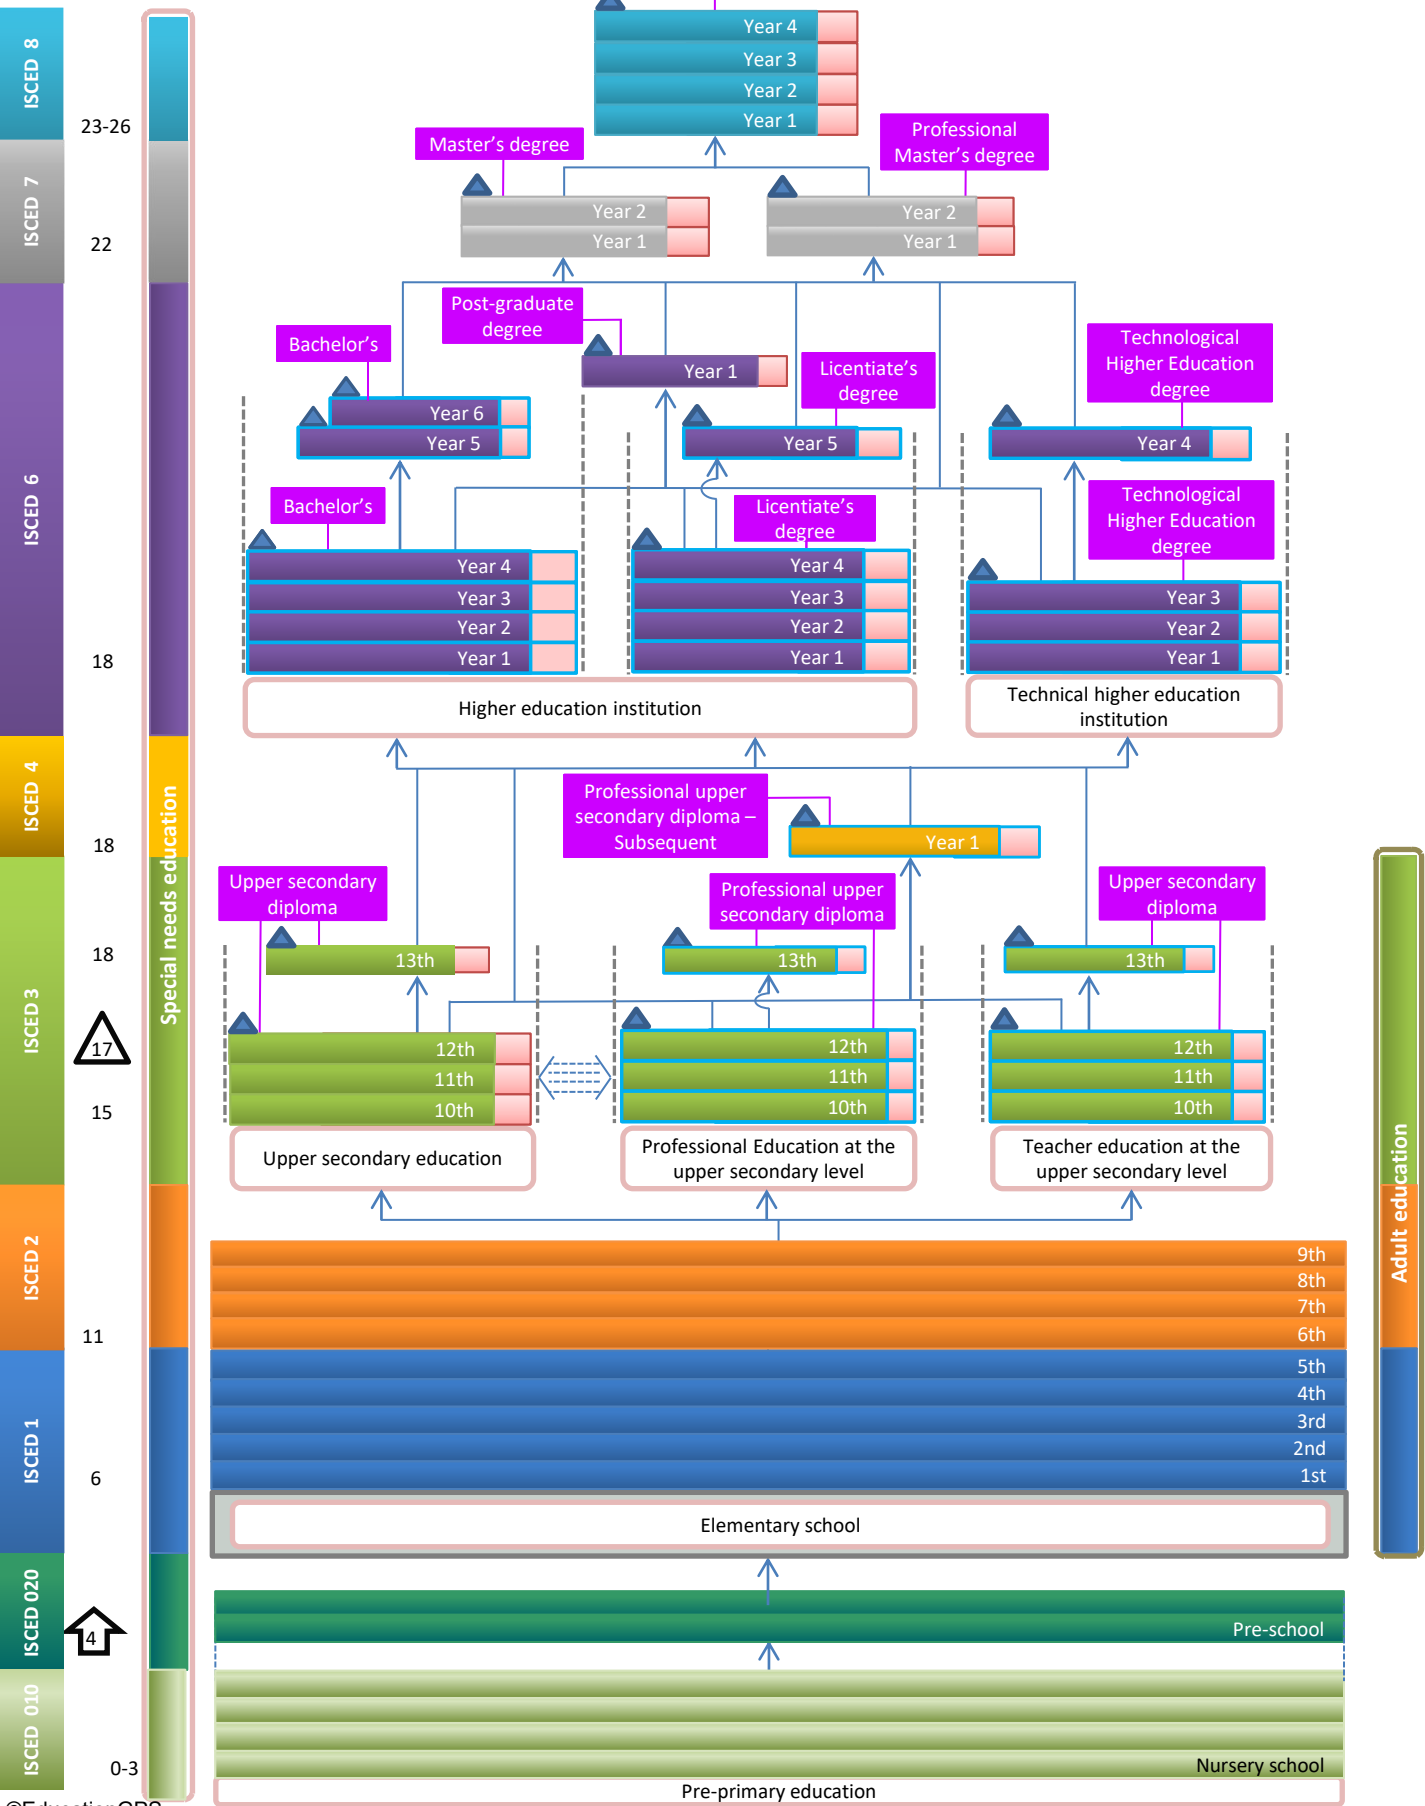 ISCED 8
23-26
Year 4
Year 3
Year 2
Year 1
ISCED 7
22
Master's degree
Professional
Master's degree
Year 2
Year 1
Year 2
Year 1
ISCED 6
18
Post-graduate
degree
Year 1
Bachelor's
Year 6
Year 5
Licentiate's
degree
Year 5
Technological
Higher Education
degree
Year 4
Bachelor's
Year 4
Year 3
Year 2
Year 1
Licentiate's
degree
Year 4
Year 3
Year 2
Year 1
Technological
Higher Education
degree
Year 3
Year 2
Year 1
Higher education institution
Technical higher education
institution
ISCED 4
18
Special needs education
Professional upper
secondary diploma –
Subsequent
Year 1
ISCED 3
18
17
15
Upper secondary
diploma
13th
12th
11th
10th
Upper secondary education
Professional upper
secondary diploma
13th
12th
11th
10th
Professional Education at the
upper secondary level
Upper secondary
diploma
13th
12th
11th
10th
Teacher education at the
upper secondary level
Adult education
ISCED 2
11
9th
8th
7th
6th
ISCED 1
6
5th
4th
3rd
2nd
1st
Elementary school
ISCED 020
4
Pre-school
ISCED 010
0-3
Nursery school
Pre-primary education